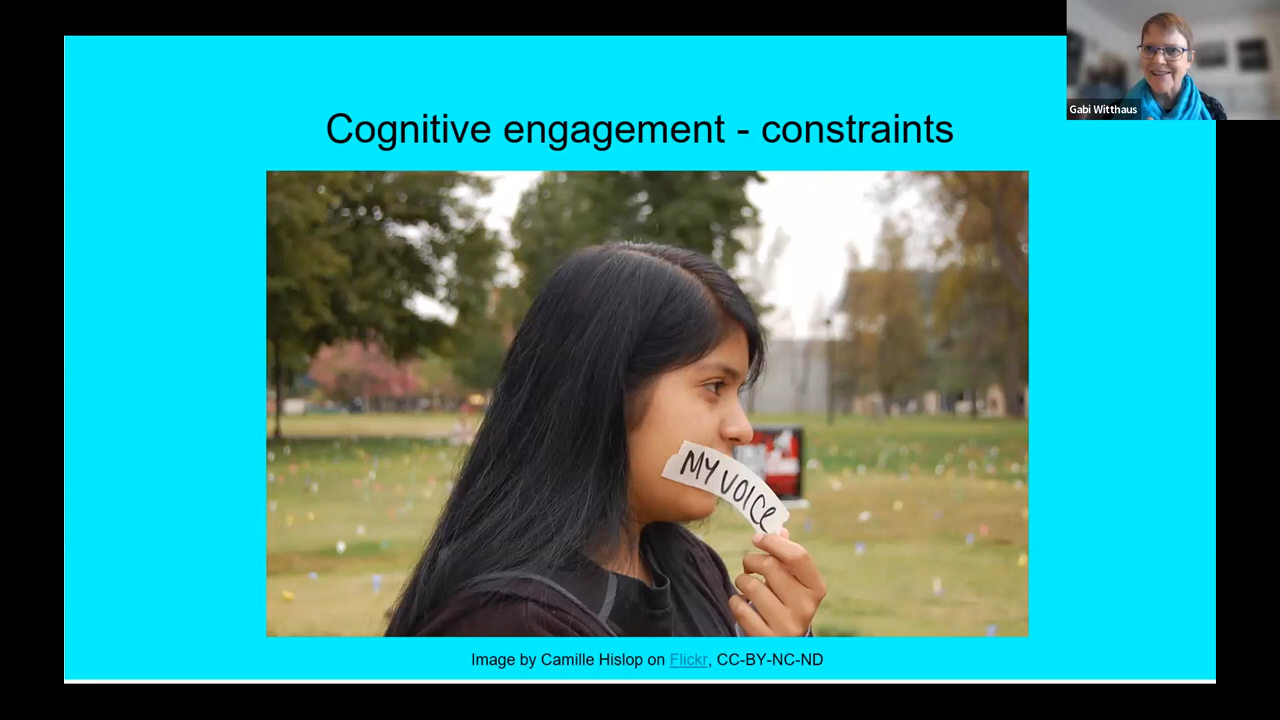 Gabi Witthaus
Cognitive engagement - constraints
MY VOICE
Image by Camille Hislop on Flickr, CC-BY-NC-ND